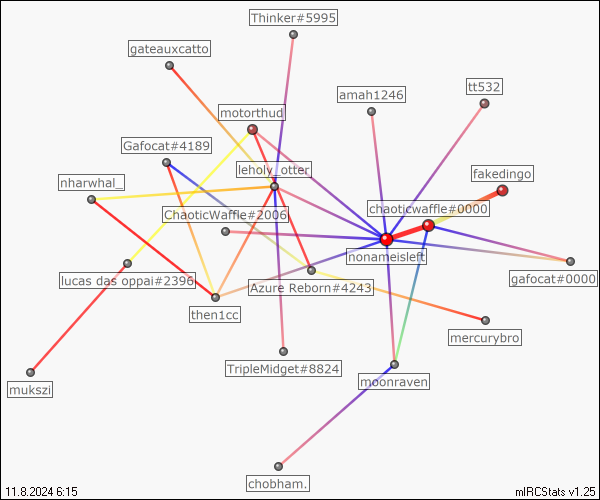 Thinker#5995
gateauxcatto
tt532
amah1246
motorthud
Gafocat#4189
leholy_otter
fakedingo
nharwhal_
chaoticwaffle#0000
ChaoticWaffle#2006
nonameisleft
lucas das oppai#2396
Azure Reborn#4243
gafocat#0000
then1cc
mercurybro
TripleMidget#8824
moonraven
mukszi
chobham.
11.8.2024 6:15
mIRCStats v1.25